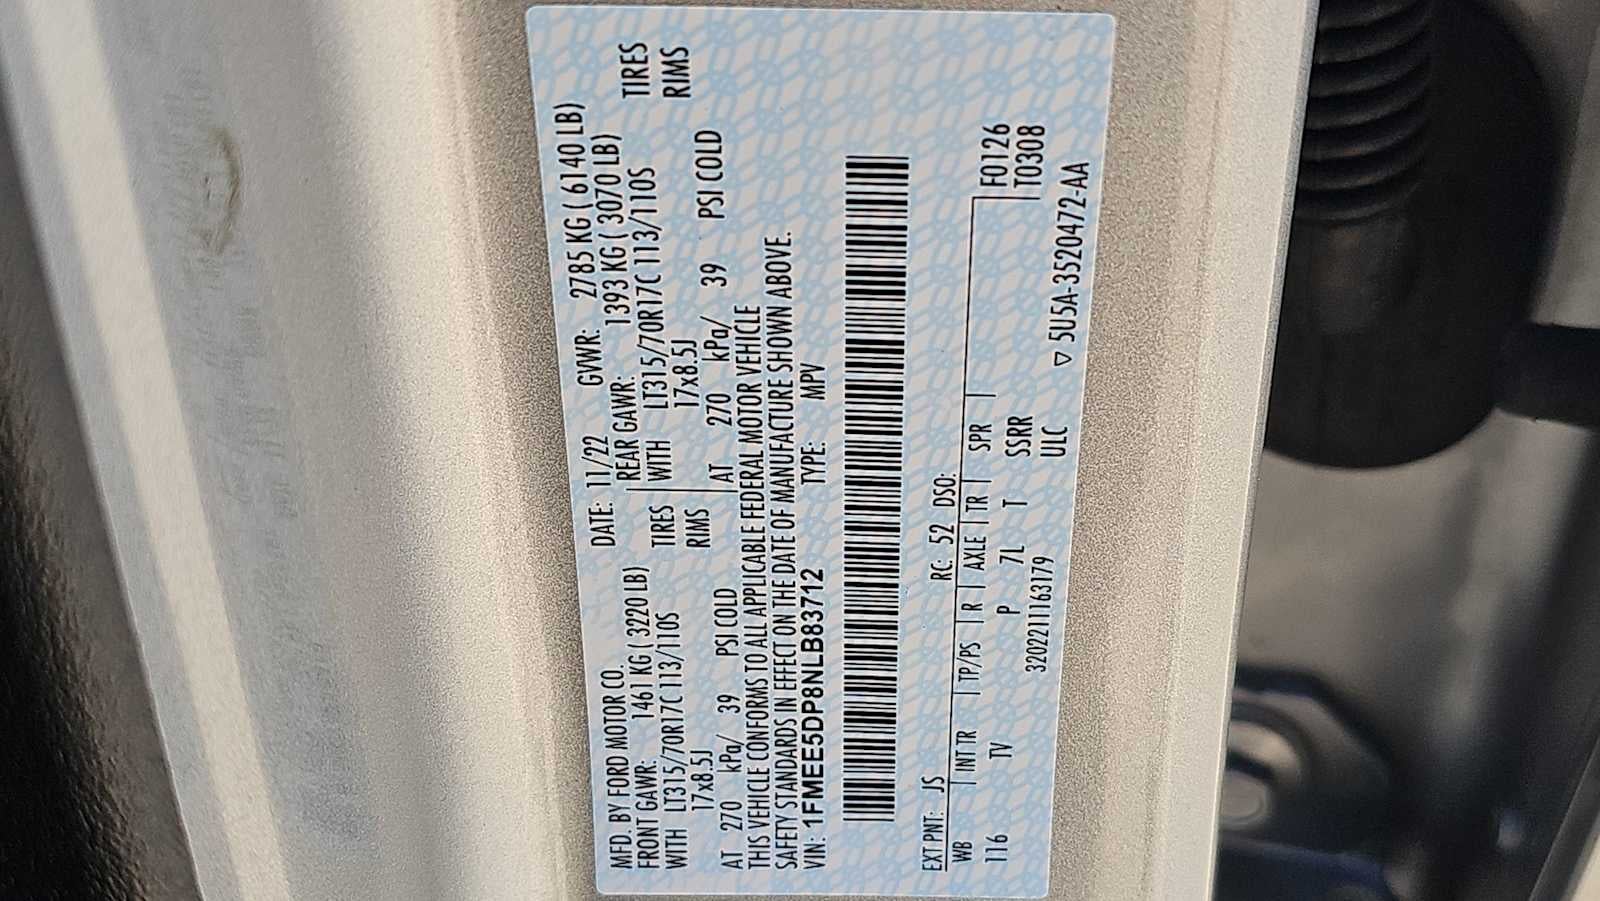 MFD. BY FORD MOTOR CO. DATE: 11/22 GVWR: 2785 KG ( 6140 LB)
FRONT GAWR: 1461 KG ( 3220 LB) REAR GAWR: 1393 KG ( 3070 LB)
WITH LT315/70R17C 113/110S TIRES WITH LT315/70R17C 113/110S TIRES
17x8.5J RIMS 17x8.5J RIMS
AT 270 kPa/ 39 PSI COLD AT 270 kPa/ 39 PSI COLD
THIS VEHICLE CONFORMS TO ALL APPLICABLE FEDERAL MOTOR VEHICLE
SAFETY STANDARDS IN EFFECT ON THE DATE OF MANUFACTURE SHOWN ABOVE.
VIN: 1FMEE5DP8NLB83712 TYPE: MPV
EXT PNT: JS RC: 52 DSO:
WB | INT TR | TP/PS | R | AXLE | TR | SPR | F0126
116 TV P 7L T SSRR T0308
3202211163179 ULC
▽ 5U5A-3520472-AA